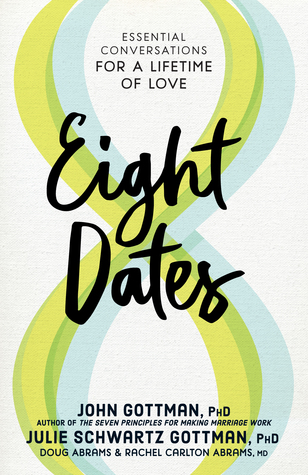 ESSENTIAL
CONVERSATIONS
FOR A LIFETIME
OF LOVE
Eight
Dates
JOHN GOTTMAN, PhD
AUTHOR OF THE SEVEN PRINCIPLES FOR MAKING MARRIAGE WORK
JULIE SCHWARTZ GOTTMAN, PhD
DOUG ABRAMS & RACHEL CARLTON ABRAMS, MD